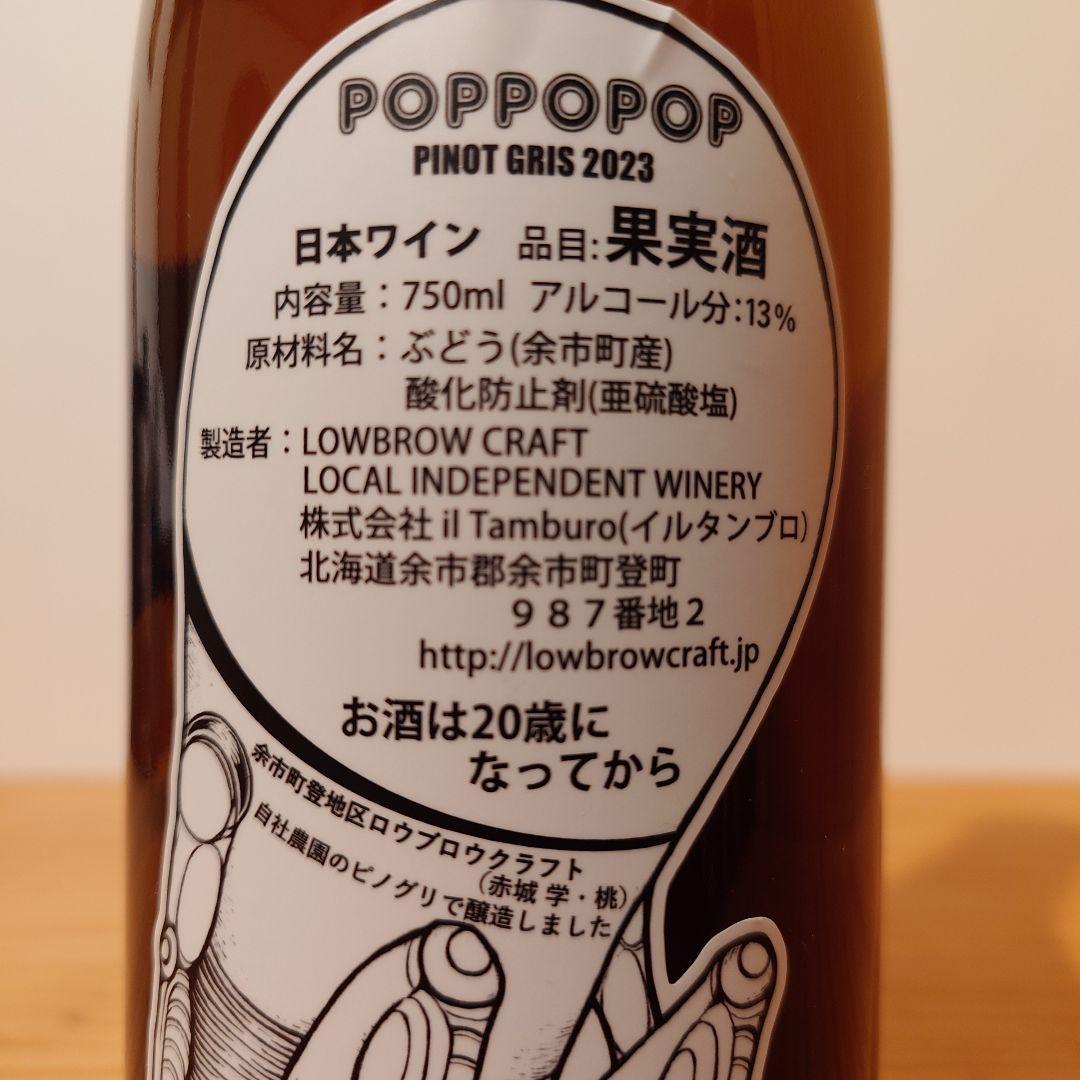 POPPOPOP
PINOT GRIS 2023
日本ワイン 品目:果実酒
内容量：750ml アルコール分:13%
原材料名：ぶどう(余市町産)
酸化防止剤(亜硫酸塩)
製造者：LOWBROW CRAFT
LOCAL INDEPENDENT WINERY
株式会社 il Tamburo(イルタンブロ)
北海道余市郡余市町登町
９８７番地２
http://lowbrowcraft.jp
お酒は20歳に
なってから
余市町登地区ロウブロウクラフト
(赤城 学・桃)
自社農園のピノグリで醸造しました